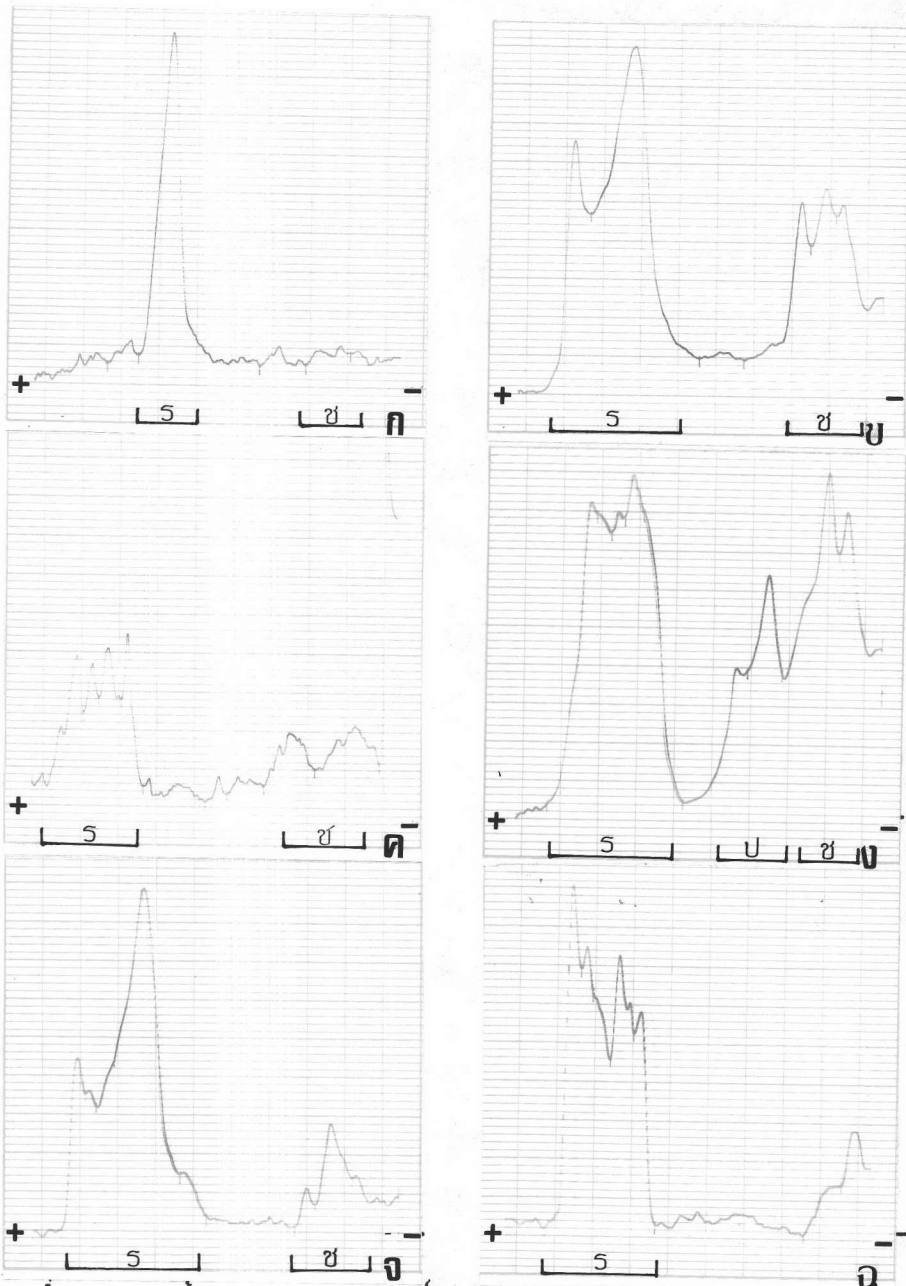 + -
ร ช ก
+ -
ร ช ข
+ -
ร ช ค
+ -
ร ป ช ง
+ -
ร ช จ
+ -
ร ฉ